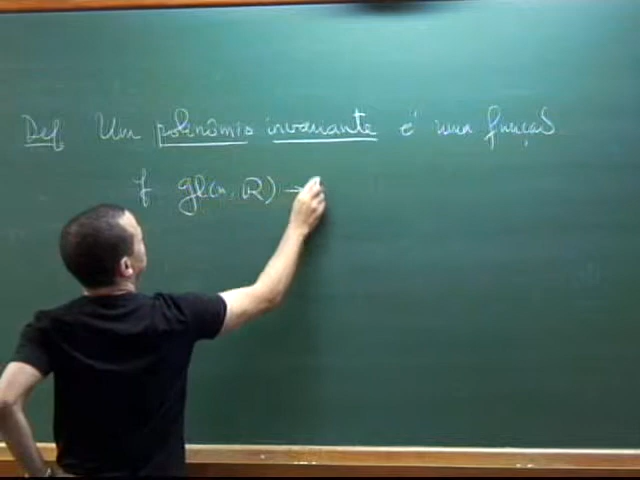 Def Um polinômio invariante é uma função
f gl(n, R) →